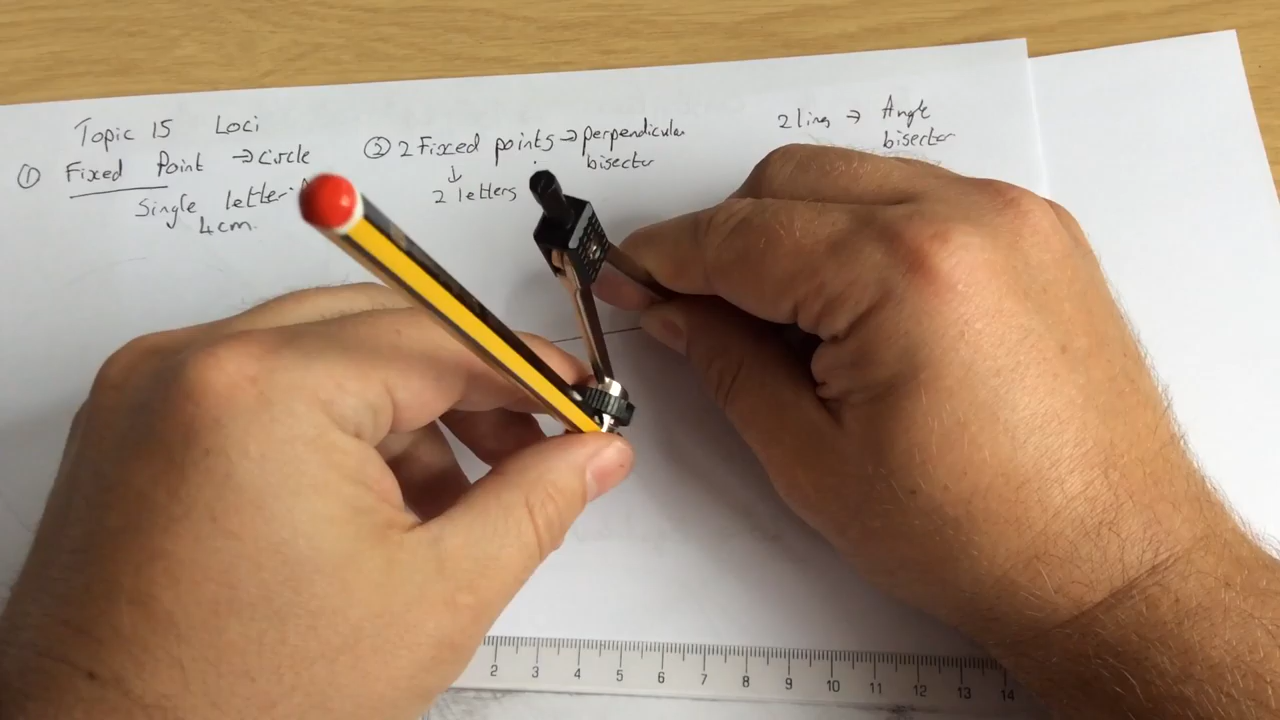 Topic 15 Loci
① Fixed Point → Circle
Single letter
4cm.
② 2 Fixed points → perpendicular
bisector
↓
2 letters
2 lines → Angle
bisector
2 3 4 5 6 7 8 9 10 11 12 13 14